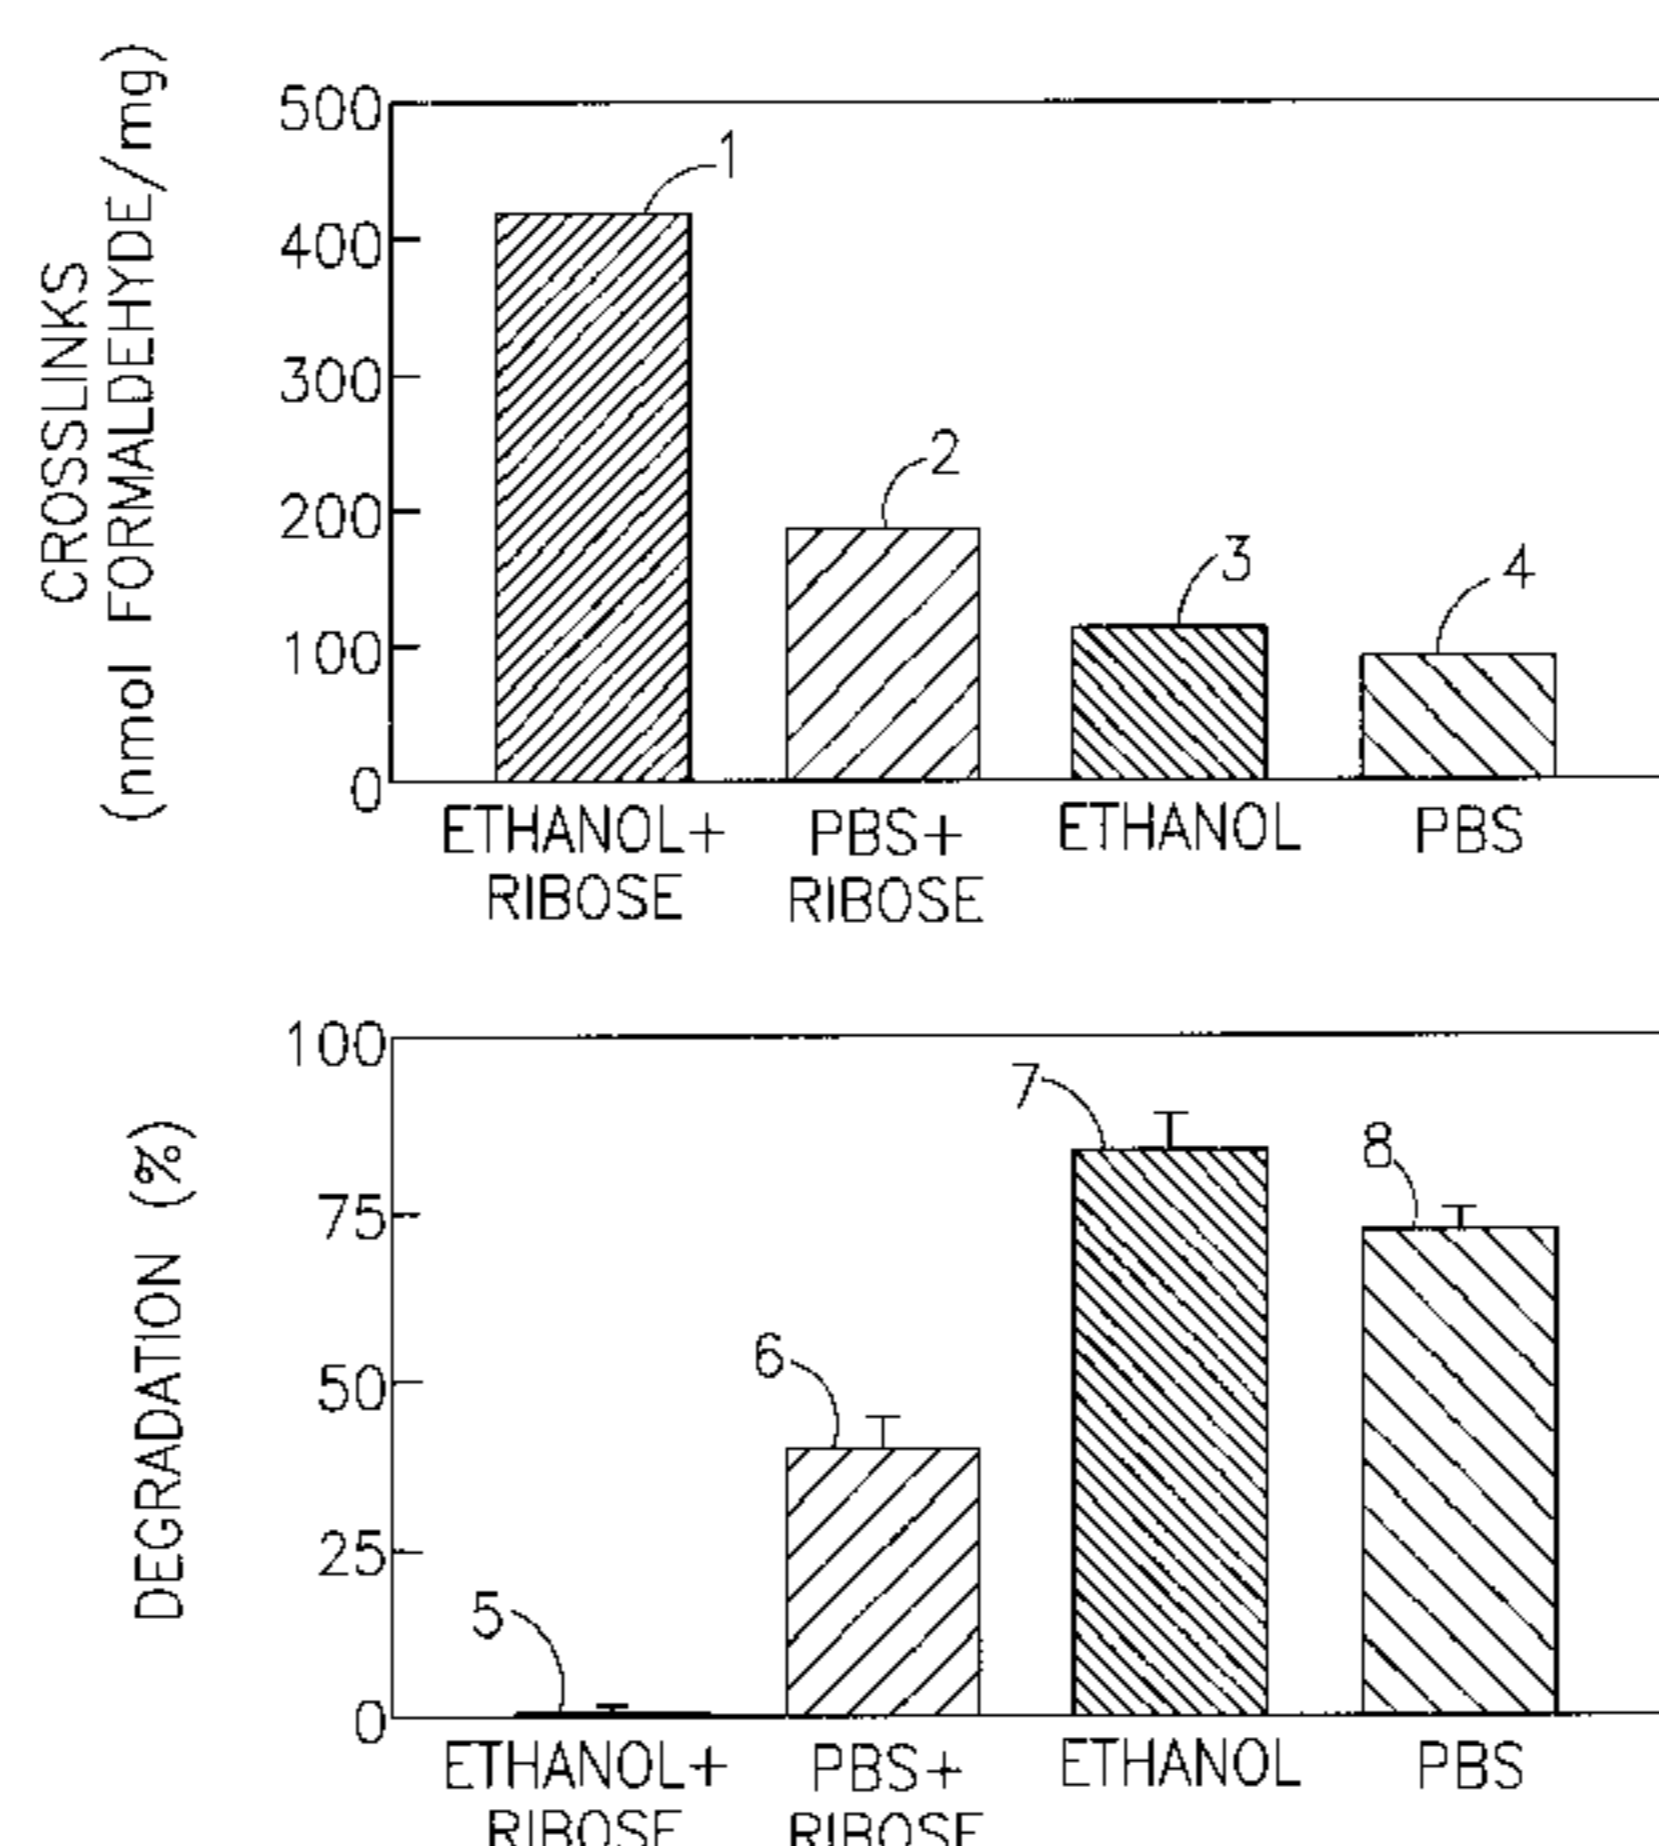 CROSSLINKS
(nmol FORMALDEHYDE/mg)
500
400
300
200
100
0
1
2
3
4
ETHANOL+ PBS+ ETHANOL PBS
RIBOSE RIBOSE
DEGRADATION (%)
100
75
50
25
0
5
6
7
8
ETHANOL+ PBS+ ETHANOL PBS
RIBOSE RIBOSE